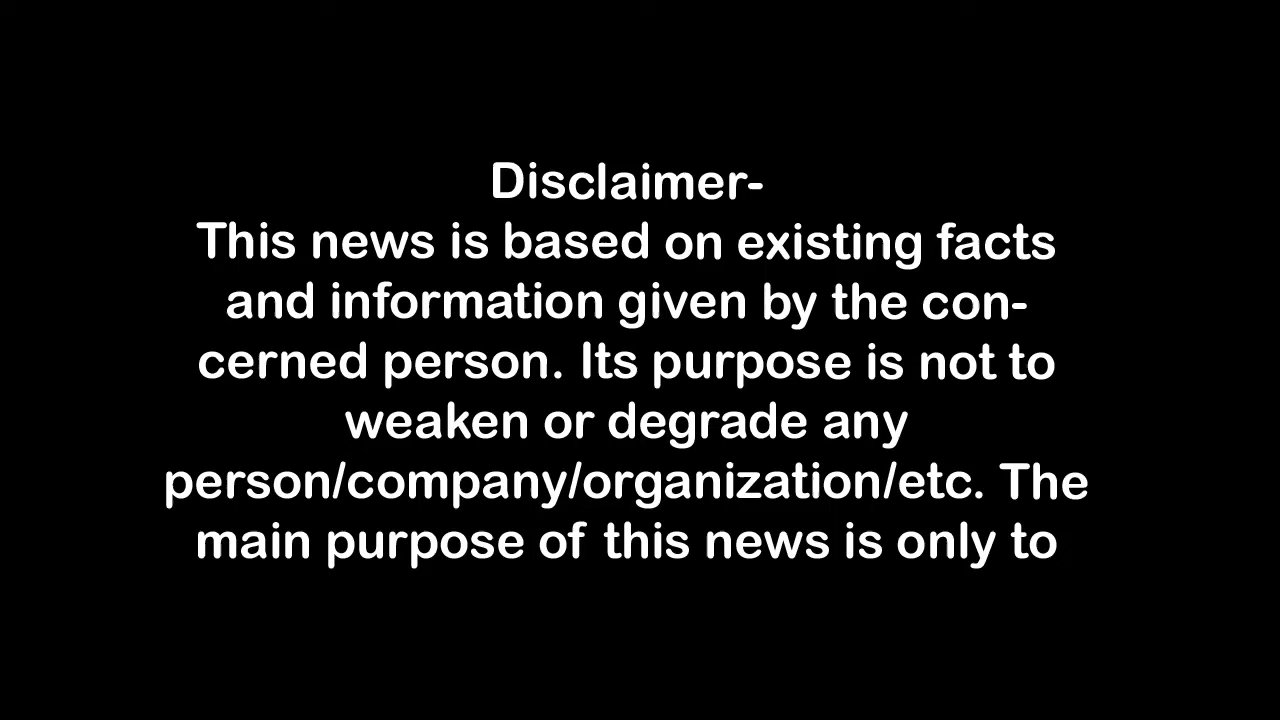 Disclaimer-
This news is based on existing facts
and information given by the con-
cerned person. Its purpose is not to
weaken or degrade any
person/company/organization/etc. The
main purpose of this news is only to